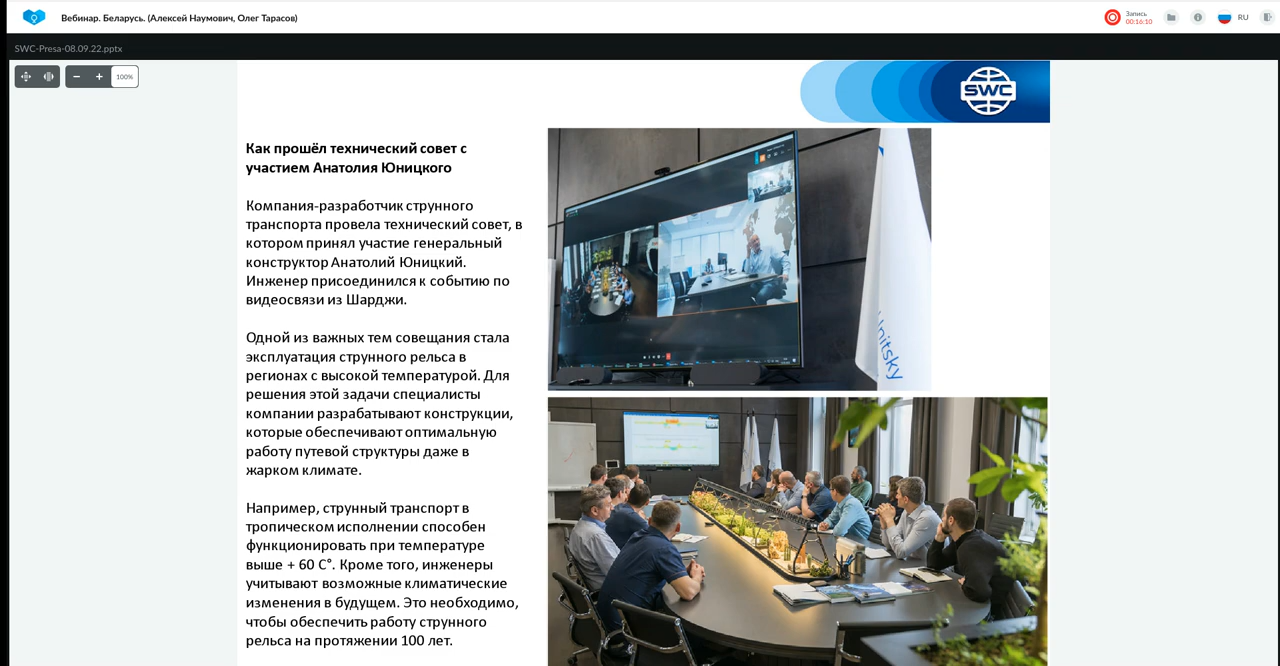 Вебинар. Беларусь. (Алексей Наумович, Олег Тарасов)
Запись
00:16:10
RU
SWC-Presa-08.09.22.pptx
100%
SWC
Как прошёл технический совет с
участием Анатолия Юницкого
Компания-разработчик струнного
транспорта провела технический совет, в
котором принял участие генеральный
конструктор Анатолий Юницкий.
Инженер присоединился к событию по
видеосвязи из Шарджи.
Одной из важных тем совещания стала
эксплуатация струнного рельса в
регионах с высокой температурой. Для
решения этой задачи специалисты
компании разрабатывают конструкции,
которые обеспечивают оптимальную
работу путевой структуры даже в
жарком климате.
Например, струнный транспорт в
тропическом исполнении способен
функционировать при температуре
выше + 60 С°. Кроме того, инженеры
учитывают возможные климатические
изменения в будущем. Это необходимо,
чтобы обеспечить работу струнного
рельса на протяжении 100 лет.
Unitsky